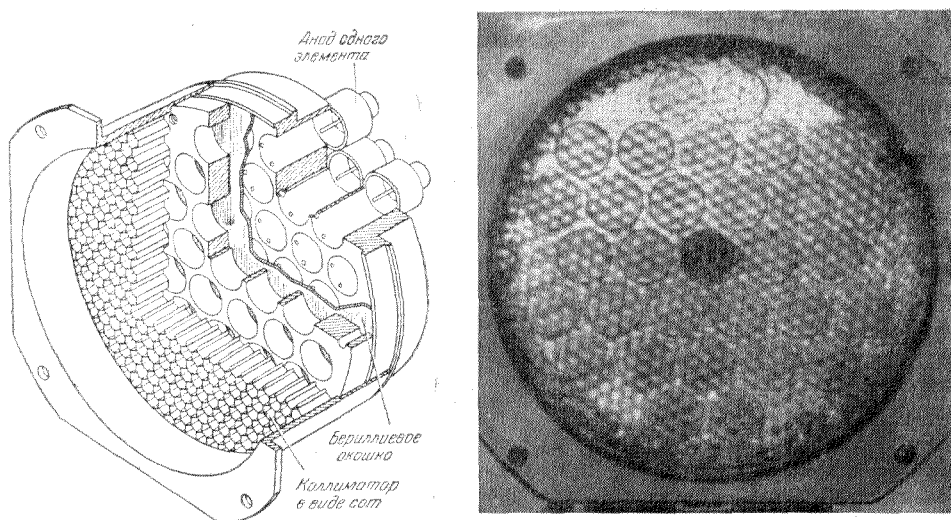 Анод одного
элемента
Бериллиевое
окошко
Коллиматор
в виде сот